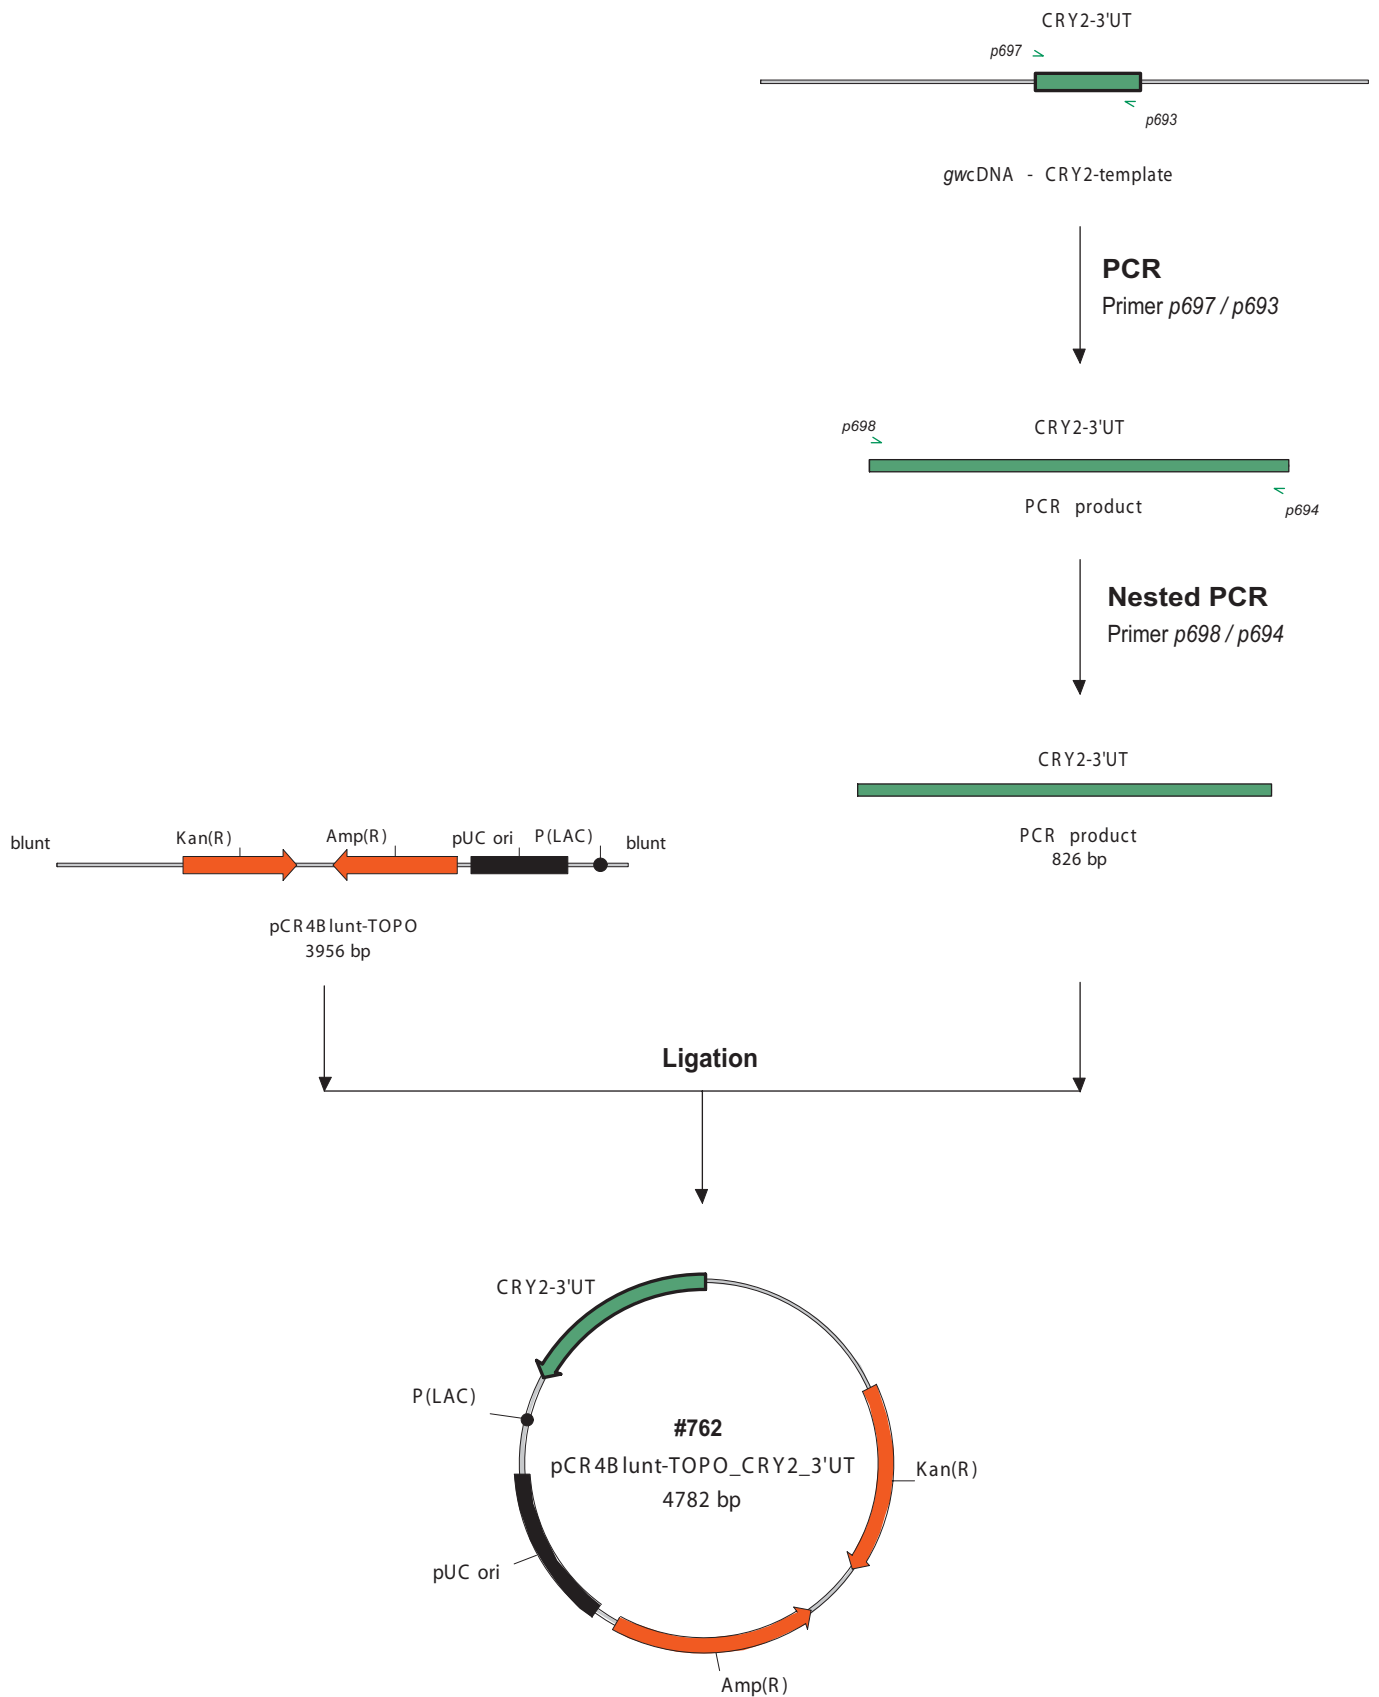 CRY2-3'UT
p697
p693
gwcDNA - CRY2-template
PCR
Primer p697 / p693
p698
CRY2-3'UT
PCR product
p694
Nested PCR
Primer p698 / p694
CRY2-3'UT
PCR product
826 bp
blunt
Kan(R)
Amp(R)
pUC ori
P(LAC)
blunt
pCR4Blunt-TOPO
3956 bp
Ligation
CRY2-3'UT
P(LAC)
#762
pCR4Blunt-TOPO_CRY2_3'UT
4782 bp
Kan(R)
pUC ori
Amp(R)